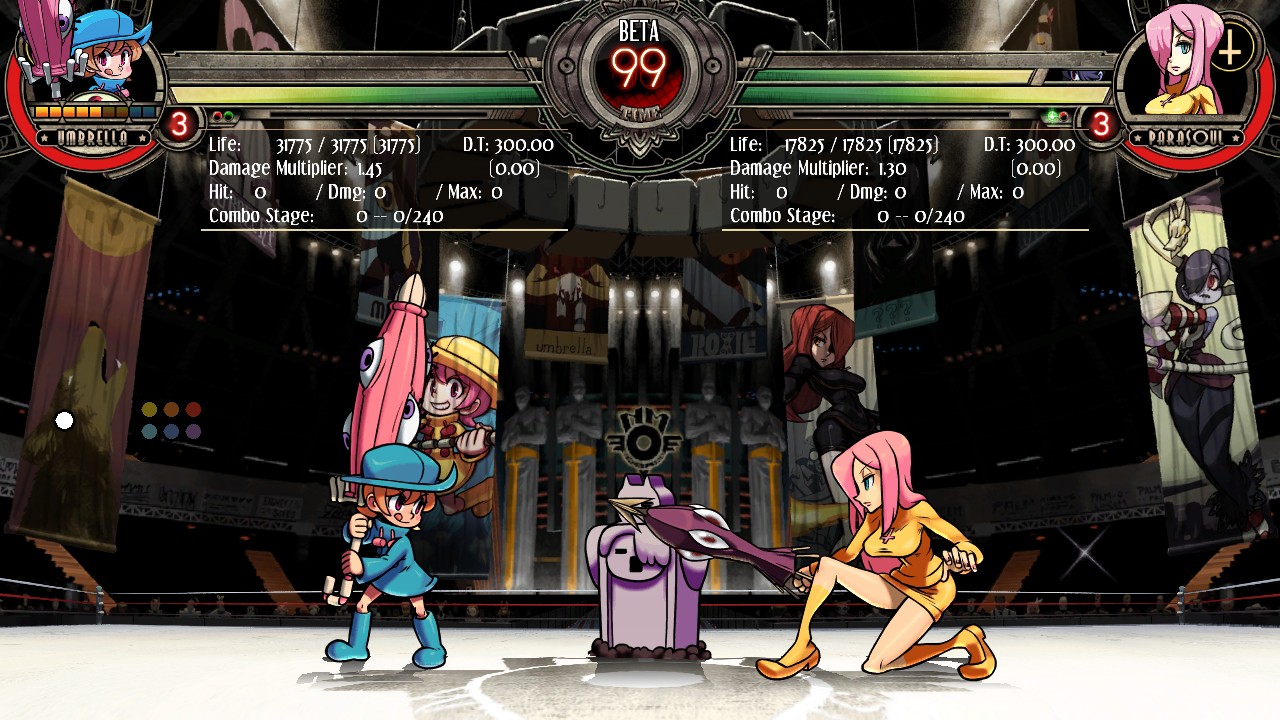 BETA
99
TIME
UMBRELLA
3
3
PARASOUL
Life: 31775 / 31775 (31775) D.T: 300.00
Damage Multiplier: 1.45 (0.00)
Hit: 0 / Dmg: 0 / Max: 0
Combo Stage: 0 -- 0/240
Life: 17825 / 17825 (17825) D.T: 300.00
Damage Multiplier: 1.30 (0.00)
Hit: 0 / Dmg: 0 / Max: 0
Combo Stage: 0 -- 0/240
umbrella
ROXIE
???
NM